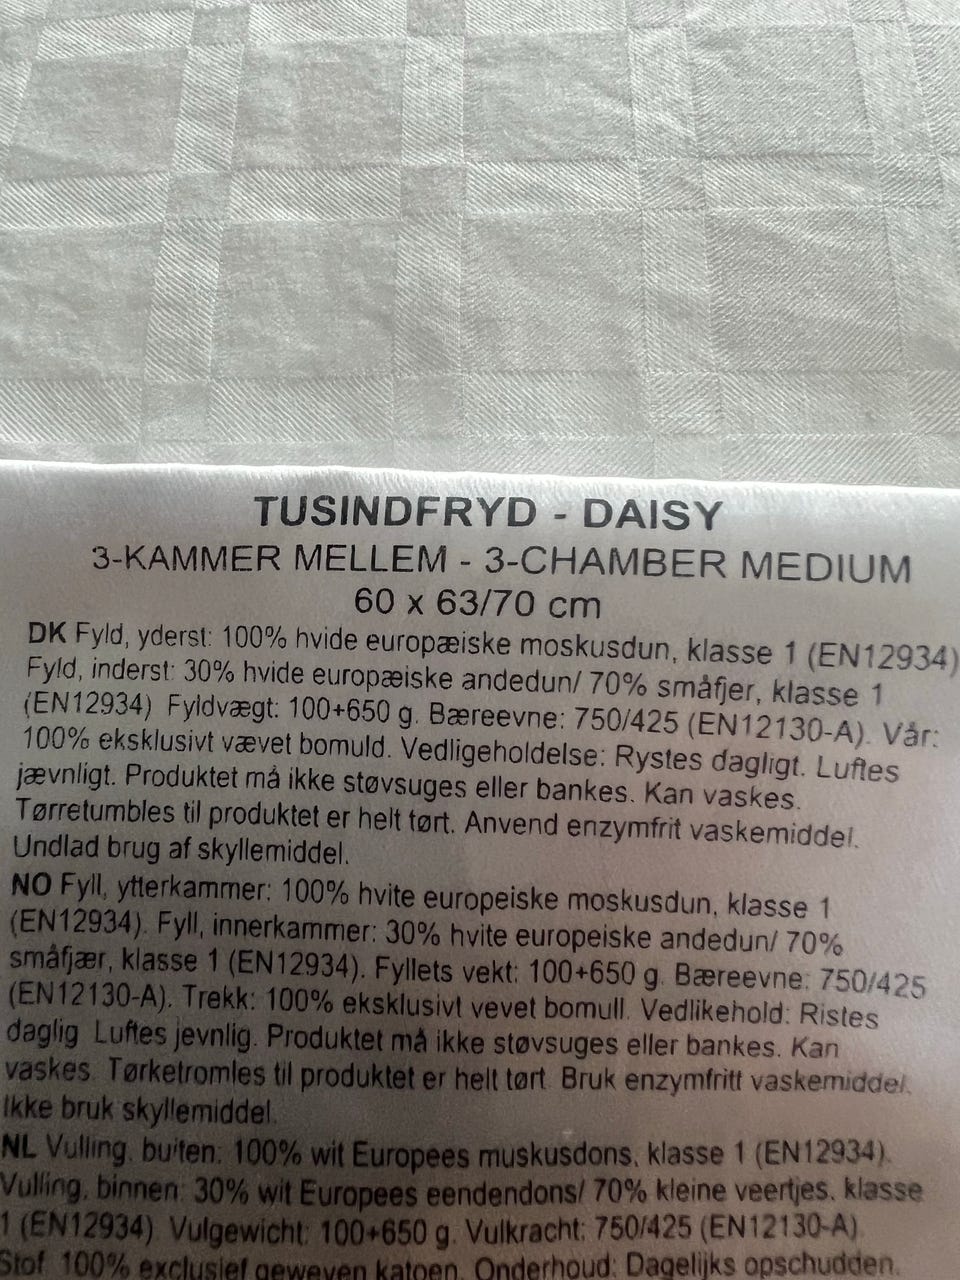 TUSINDFRYD - DAISY
3-KAMMER MELLEM - 3-CHAMBER MEDIUM
60 x 63/70 cm
DK Fyld, yderst: 100% hvide europæiske moskusdun, klasse 1 (EN12934)
Fyld, inderst: 30% hvide europæiske andedun/ 70% småfjer, klasse 1
(EN12934) Fyldvægt: 100+650 g. Bæreevne: 750/425 (EN12130-A). Vår:
100% eksklusivt vævet bomuld. Vedligeholdelse: Rystes dagligt. Luftes
jævnligt. Produktet må ikke støvsuges eller bankes. Kan vaskes.
Tørretumbles til produktet er helt tørt. Anvend enzymfrit vaskemiddel.
Undlad brug af skyllemiddel.
NO Fyll, ytterkammer: 100% hvite europeiske moskusdun, klasse 1
(EN12934). Fyll, innerkammer: 30% hvite europeiske andedun/ 70%
småfjær, klasse 1 (EN12934). Fyllets vekt: 100+650 g. Bæreevne: 750/425
(EN12130-A). Trekk: 100% eksklusivt vevet bomull. Vedlikehold: Ristes
daglig Luftes jevnlig. Produktet må ikke støvsuges eller bankes. Kan
vaskes. Tørketromles til produktet er helt tørt. Bruk enzymfritt vaskemiddel.
Ikke bruk skyllemiddel.
NL Vulling, buiten: 100% wit Europees muskusdons, klasse 1 (EN12934).
Vulling, binnen: 30% wit Europees eendendons/ 70% kleine veertjes, klasse
1 (EN12934). Vulgewicht: 100+650 g. Vulkracht: 750/425 (EN12130-A).
Stof: 100% exclusief geweven katoen. Onderhoud: Dagelijks opschudden.